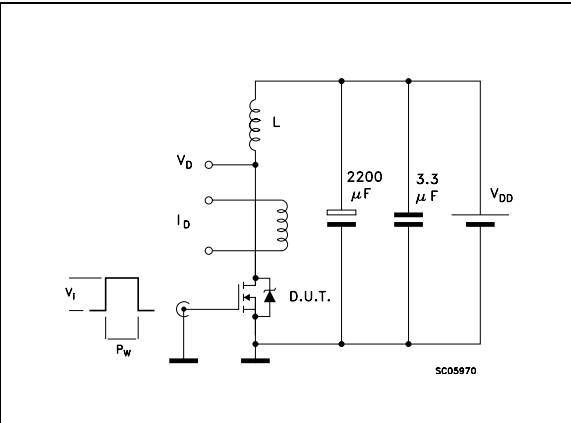 L
V_D
2200
μF
3.3
μF
V_DD
I_D
V_i
D.U.T.
P_W
SC05970